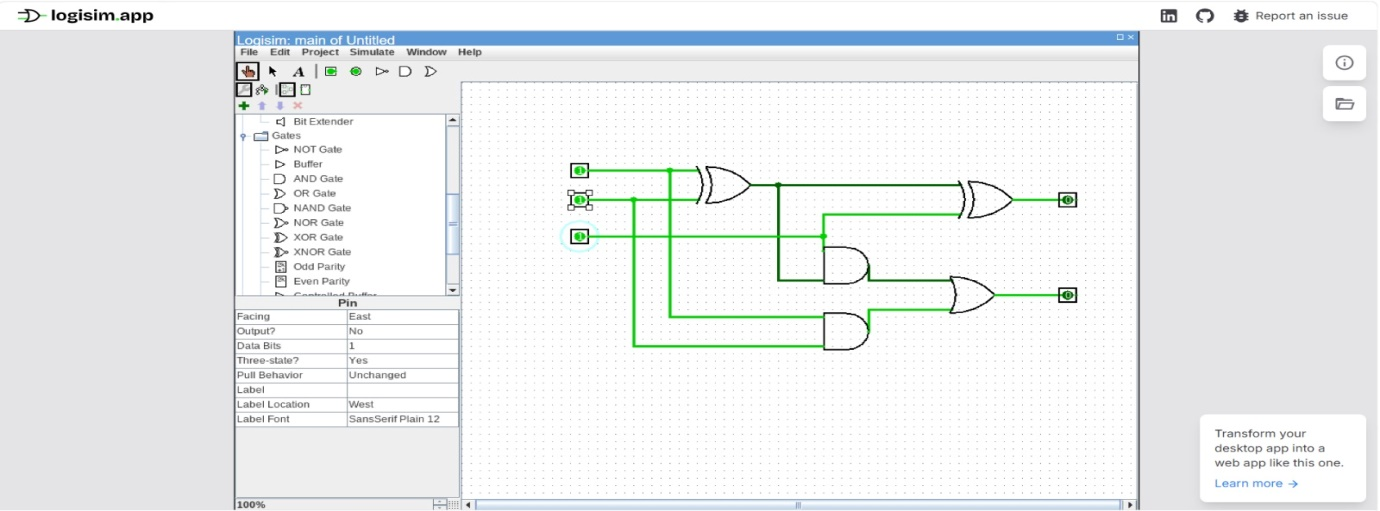 logisim.app
Report an issue
Logisim: main of Untitled
File Edit Project Simulate Window Help
A
Bit Extender
Gates
NOT Gate
Buffer
AND Gate
OR Gate
NAND Gate
NOR Gate
XOR Gate
XNOR Gate
Odd Parity
Even Parity
Controlled Buffer
Pin
Facing East
Output? No
Data Bits 1
Three-state? Yes
Pull Behavior Unchanged
Label
Label Location West
Label Font SansSerif Plain 12
100%
1
1
1
Transform your
desktop app into a
web app like this one.
Learn more →